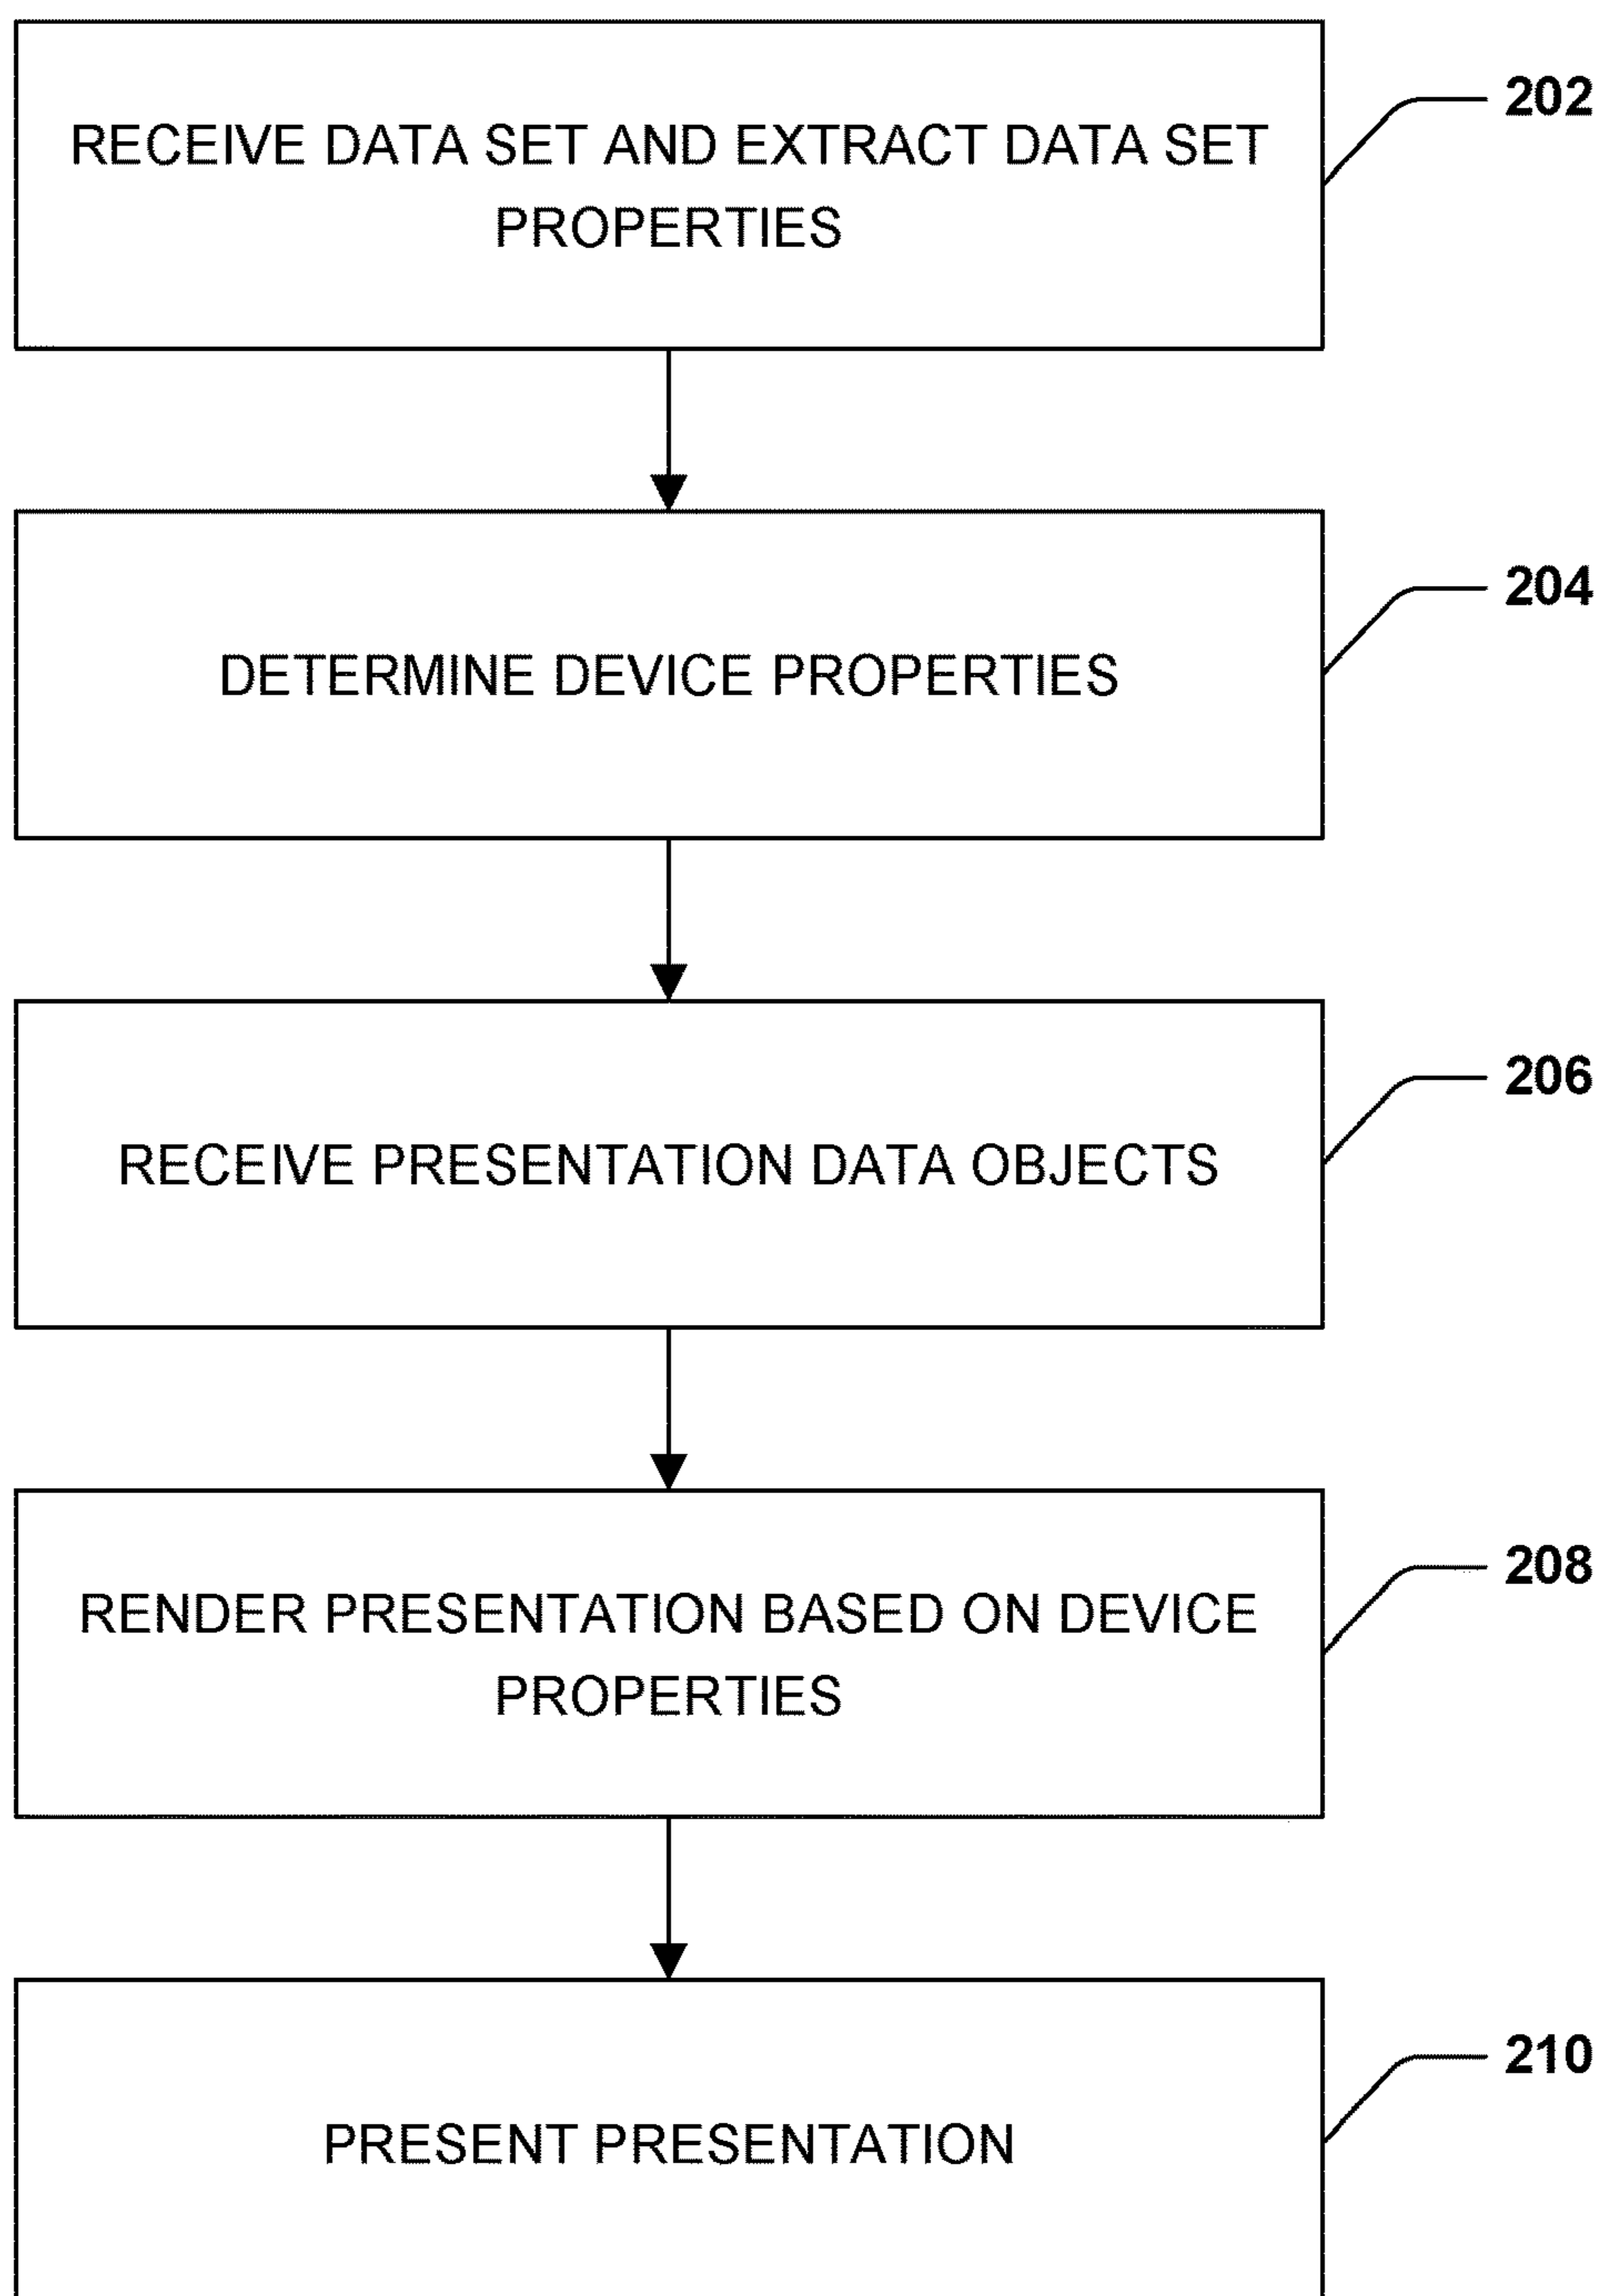 RECEIVE DATA SET AND EXTRACT DATA SET
PROPERTIES
202
DETERMINE DEVICE PROPERTIES
204
RECEIVE PRESENTATION DATA OBJECTS
206
RENDER PRESENTATION BASED ON DEVICE
PROPERTIES
208
PRESENT PRESENTATION
210